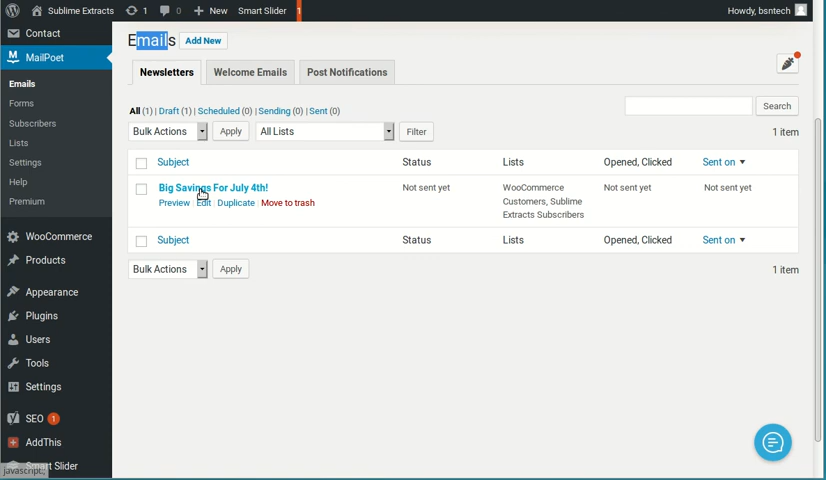 Sublime Extracts 1 0 New Smart Slider
Howdy, bsntech
Contact
MailPoet
Emails
Forms
Subscribers
Lists
Settings
Help
Premium
WooCommerce
Products
Appearance
Plugins
Users
Tools
Settings
SEO 1
AddThis
Smart Slider
javascript:;
Emails Add New
Newsletters Welcome Emails Post Notifications
All (1) | Draft (1) | Scheduled (0) | Sending (0) | Sent (0)
Search
Bulk Actions Apply All Lists Filter
1 item
Subject Status Lists Opened, Clicked Sent on
Big Savings For July 4th! Not sent yet WooCommerce Not sent yet Not sent yet
Preview | Edit | Duplicate | Move to trash Customers, Sublime
Extracts Subscribers
Subject Status Lists Opened, Clicked Sent on
Bulk Actions Apply 1 item